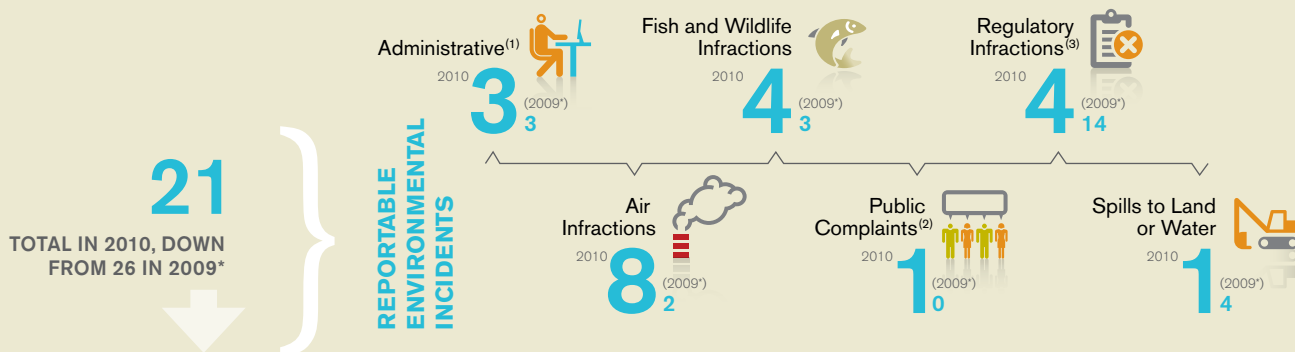 21
TOTAL IN 2010, DOWN
FROM 26 IN 2009*
REPORTABLE
ENVIRONMENTAL
INCIDENTS
Administrative(1)
2010
3
(2009*)
3
Fish and Wildlife
Infractions
2010
4
(2009*)
3
Regulatory
Infractions(3)
2010
4
(2009*)
14
Air
Infractions
2010
8
(2009*)
2
Public
Complaints(2)
2010
1
(2009*)
0
Spills to Land
or Water
2010
1
(2009*)
4